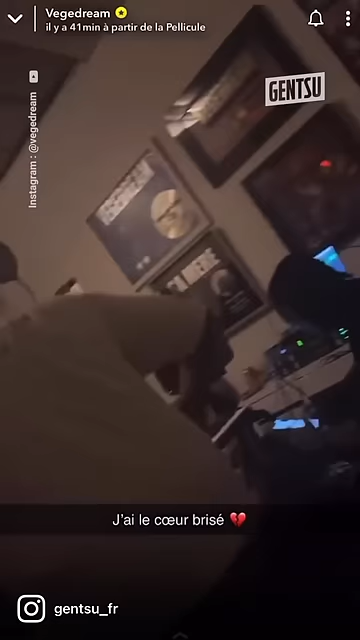 Vegedream
il y a 41min à partir de la Pellicule
GENTSU
Instagram : @vegedream
J'ai le cœur brisé 💔
gentsu_fr